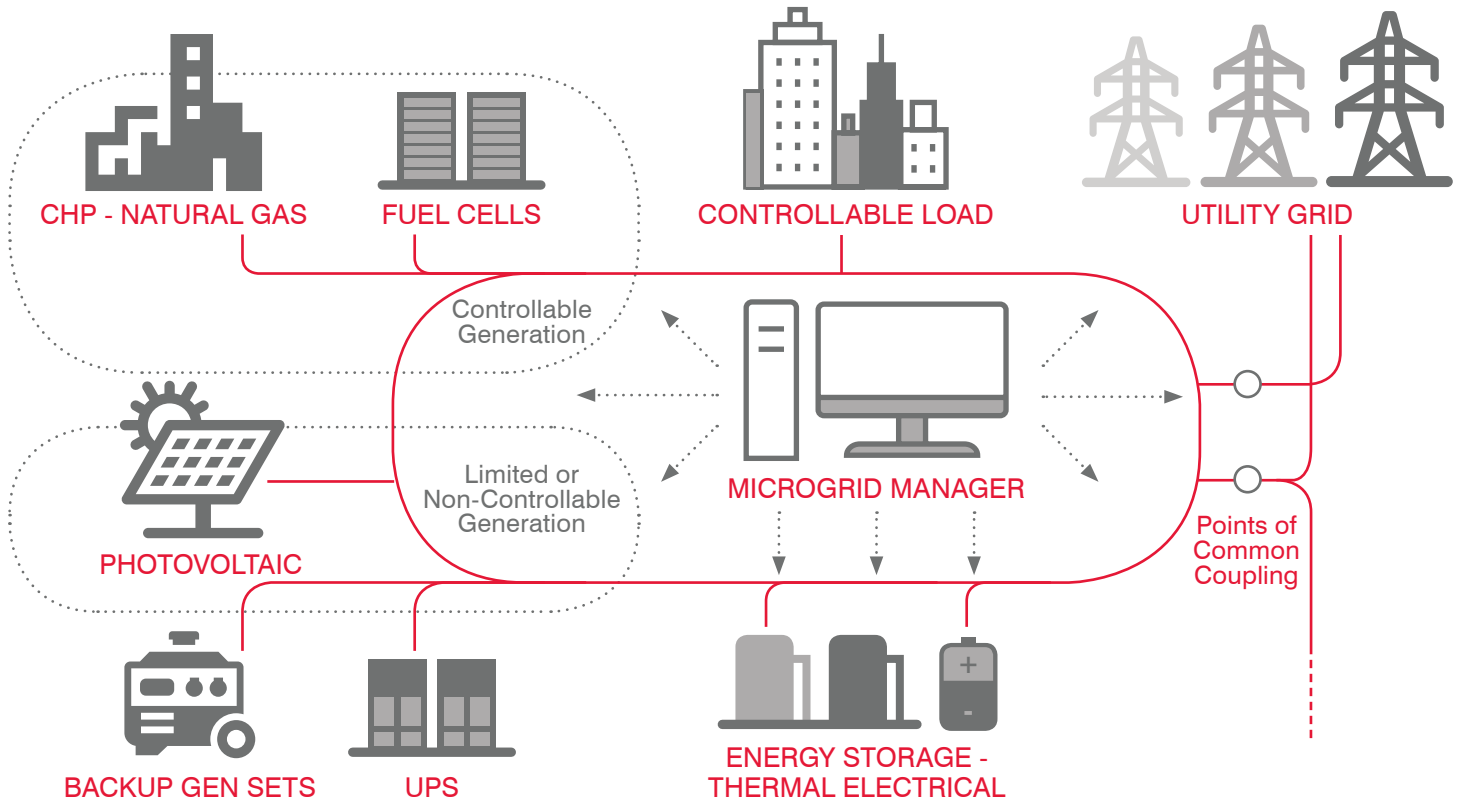 CHP - NATURAL GAS
FUEL CELLS
CONTROLLABLE LOAD
UTILITY GRID
Controllable
Generation
Limited or
Non-Controllable
Generation
MICROGRID MANAGER
Points of
Common
Coupling
PHOTOVOLTAIC
+
-
BACKUP GEN SETS
UPS
ENERGY STORAGE -
THERMAL ELECTRICAL